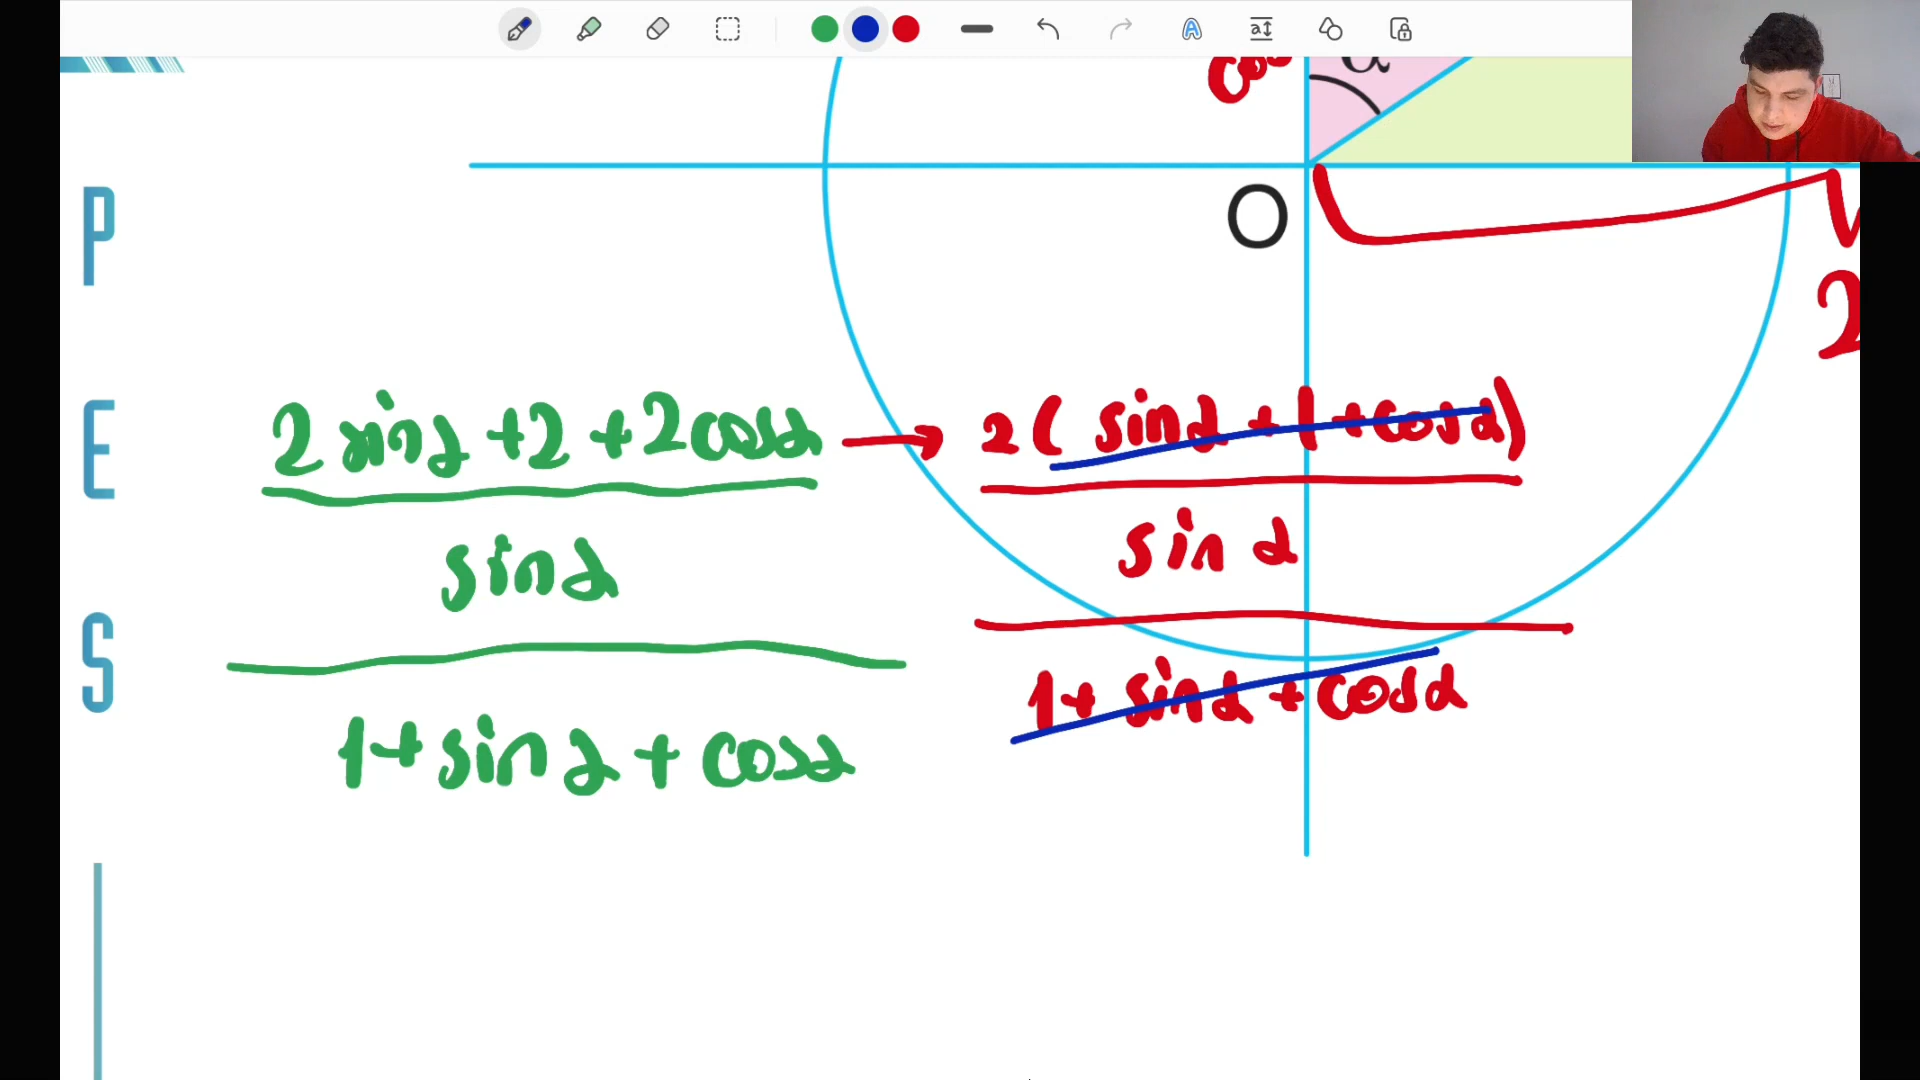 cos α
O
2
2 sinα + 2 + 2cosα → 2( sinα + 1 + cosα )
sinα
sin α
1 + sinα + cosα
1 + sinα + cosα
P
E
S